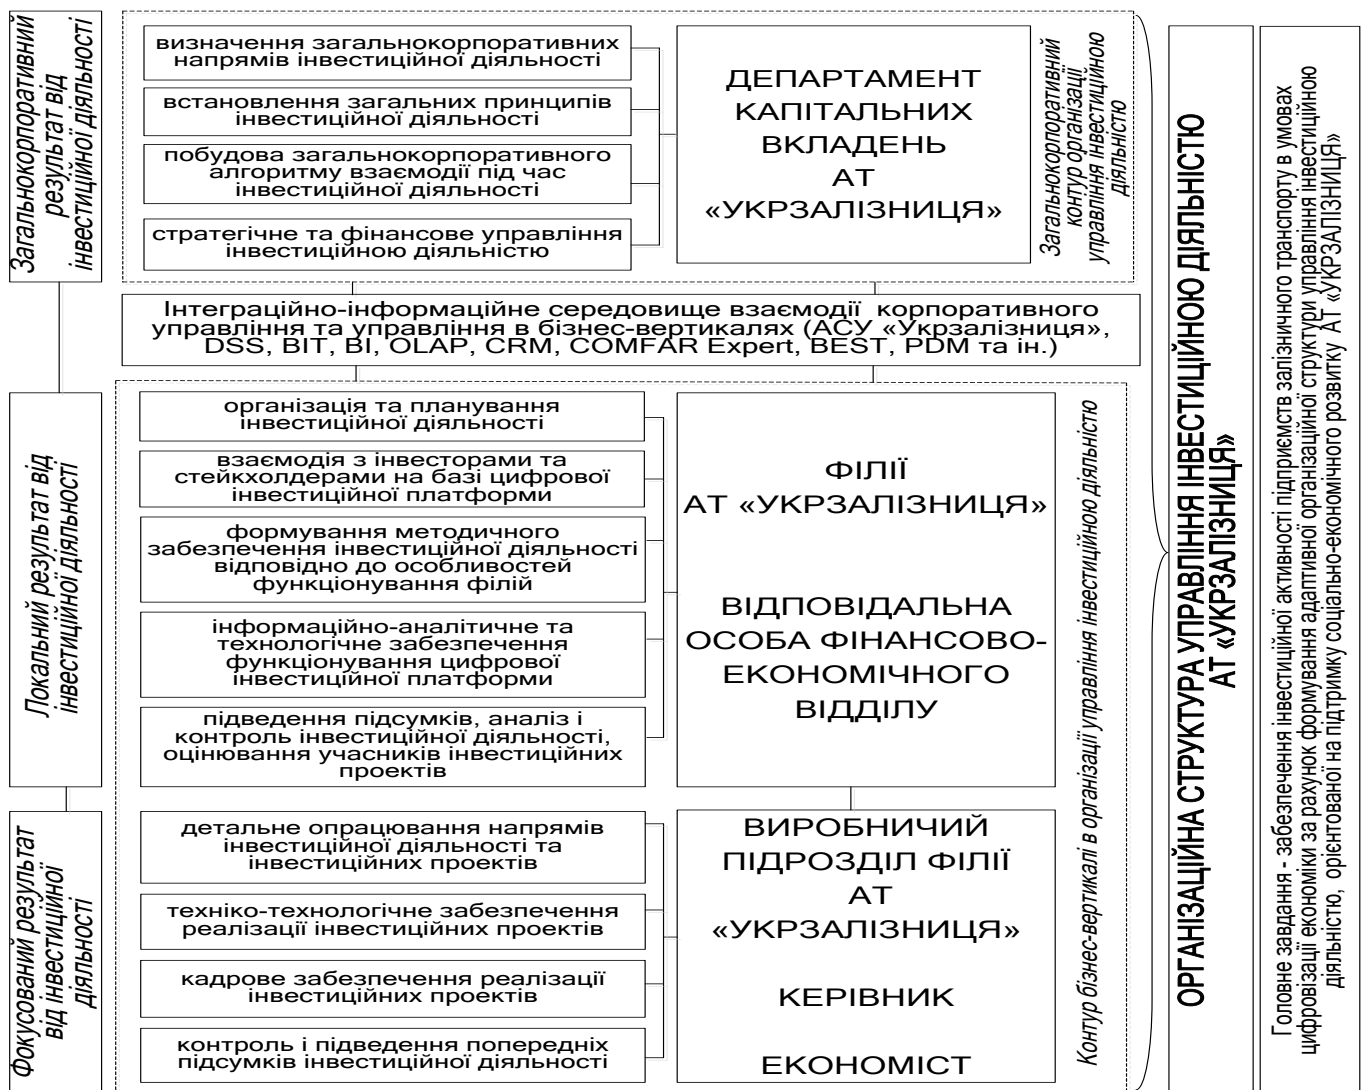 Загальнокорпоративний
результат від
інвестиційної діяльності
визначення загальнокорпоративних
напрямів інвестиційної діяльності
встановлення загальних принципів
інвестиційної діяльності
побудова загальнокорпоративного
алгоритму взаємодії під час
інвестиційної діяльності
стратегічне та фінансове управління
інвестиційною діяльністю
ДЕПАРТАМЕНТ
КАПІТАЛЬНИХ
ВКЛАДЕНЬ
АТ
«УКРЗАЛІЗНИЦЯ»
Загальнокорпоративний
контур організації
управління інвестиційною
діяльністю
Інтеграційно-інформаційне середовище взаємодії корпоративного
управління та управління в бізнес-вертикалях (АСУ «Укрзалізниця»,
DSS, BIT, BI, OLAP, CRM, COMFAR Expert, BEST, PDM та ін.)
Локальний результат від
інвестиційної діяльності
організація та планування
інвестиційної діяльності
взаємодія з інвесторами та
стейкхолдерами на базі цифрової
інвестиційної платформи
формування методичного
забезпечення інвестиційної діяльності
відповідно до особливостей
функціонування філій
інформаційно-аналітичне та
технологічне забезпечення
функціонування цифрової
інвестиційної платформи
підведення підсумків, аналіз і
контроль інвестиційної діяльності,
оцінювання учасників інвестиційних
проектів
ФІЛІЇ
АТ «УКРЗАЛІЗНИЦЯ»
ВІДПОВІДАЛЬНА
ОСОБА ФІНАНСОВО-
ЕКОНОМІЧНОГО
ВІДДІЛУ
Фокусований результат
від інвестиційної
діяльності
детальне опрацювання напрямів
інвестиційної діяльності та
інвестиційних проектів
техніко-технологічне забезпечення
реалізації інвестиційних проектів
кадрове забезпечення реалізації
інвестиційних проектів
контроль і підведення попередніх
підсумків інвестиційної діяльності
ВИРОБНИЧИЙ
ПІДРОЗДІЛ ФІЛІЇ
АТ
«УКРЗАЛІЗНИЦЯ»
КЕРІВНИК
ЕКОНОМІСТ
Контур бізнес-вертикалі в організації управління інвестиційною діяльністю
ОРГАНІЗАЦІЙНА СТРУКТУРА УПРАВЛІННЯ ІНВЕСТИЦІЙНОЮ ДІЯЛЬНІСТЮ
АТ «УКРЗАЛІЗНИЦЯ»
Головне завдання - забезпечення інвестиційної активності підприємств залізничного транспорту в умовах
цифровізації економіки за рахунок формування адаптивної організаційної структури управління інвестиційною
діяльністю, орієнтованої на підтримку соціально-економічного розвитку АТ «УКРЗАЛІЗНИЦЯ»